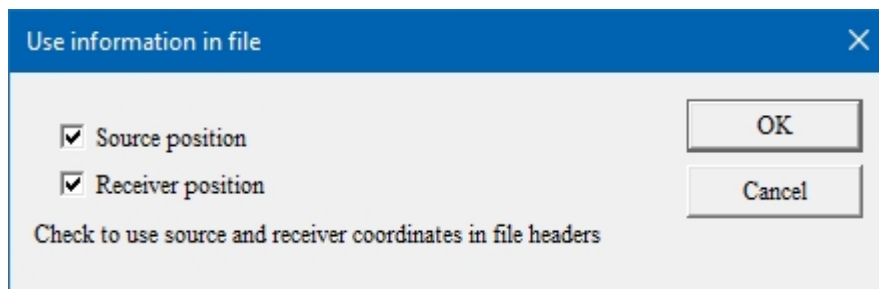 Use information in file
Source position
OK
Receiver position
Cancel
Check to use source and receiver coordinates in file headers